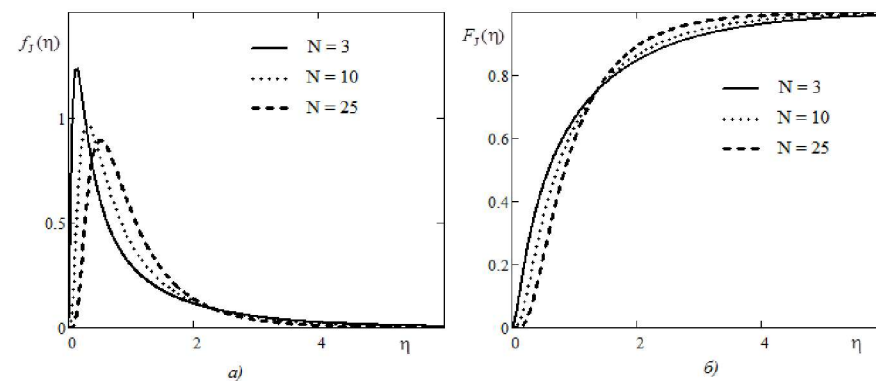 f_J(η)
N = 3
N = 10
N = 25
1
0.5
0
0 2 4 η
а)
F_J(η)
0.8
0.6
0.4
0.2
0
N = 3
N = 10
N = 25
0 2 4 η
б)